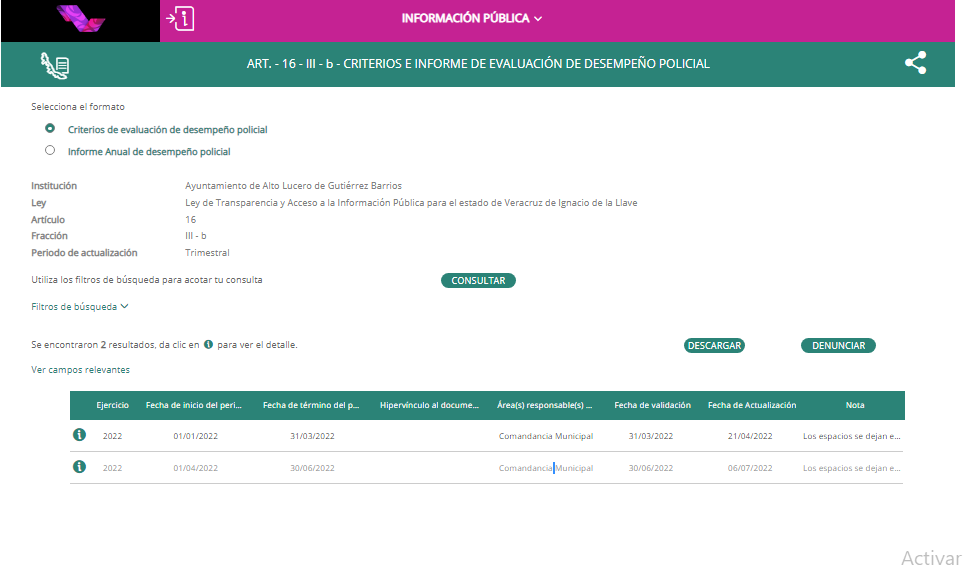 INFORMACIÓN PÚBLICA
ART. - 16 - III - b - CRITERIOS E INFORME DE EVALUACIÓN DE DESEMPEÑO POLICIAL
Selecciona el formato
Criterios de evaluación de desempeño policial
Informe Anual de desempeño policial
Institución Ayuntamiento de Alto Lucero de Gutiérrez Barrios
Ley Ley de Transparencia y Acceso a la Información Pública para el estado de Veracruz de Ignacio de la Llave
Artículo 16
Fracción III - b
Periodo de actualización Trimestral
Utiliza los filtros de búsqueda para acotar tu consulta CONSULTAR
Filtros de búsqueda
Se encontraron 2 resultados, da clic en i para ver el detalle. DESCARGAR DENUNCIAR
Ver campos relevantes
Ejercicio Fecha de inicio del peri... Fecha de término del p... Hipervínculo al docume... Área(s) responsable(s) ... Fecha de validación Fecha de Actualización Nota
i 2022 01/01/2022 31/03/2022 Comandancia Municipal 31/03/2022 21/04/2022 Los espacios se dejan e...
i 2022 01/04/2022 30/06/2022 Comandancia Municipal 30/06/2022 06/07/2022 Los espacios se dejan e...
Activar